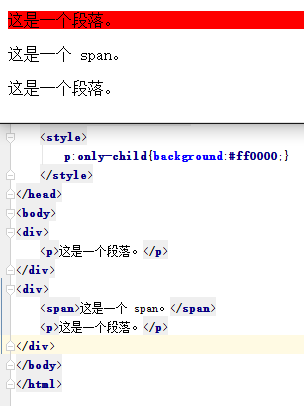 这是一个段落。
这是一个 span。
这是一个段落。
<style>
p:only-child{background:#ff0000;}
</style>
</head>
<body>
<div>
<p>这是一个段落。</p>
</div>
<div>
<span>这是一个 span。</span>
<p>这是一个段落。</p>
</div>
</body>
</html>